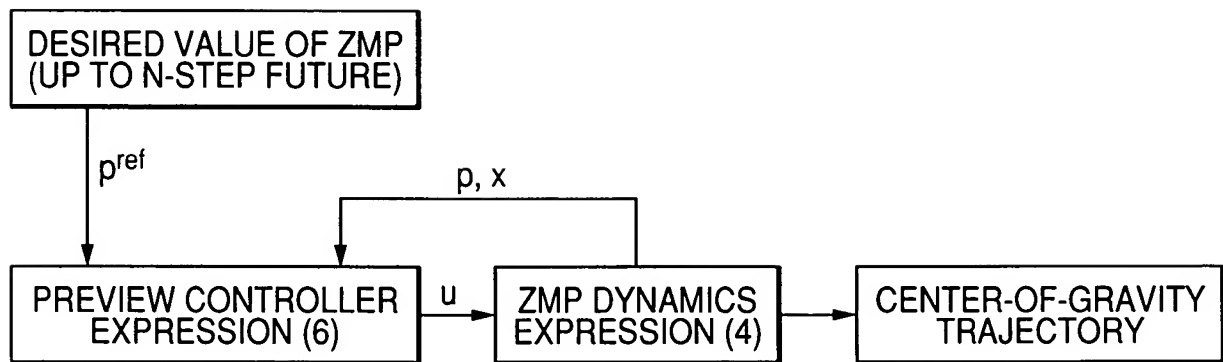 DESIRED VALUE OF ZMP
(UP TO N-STEP FUTURE)
p^ref
p, x
PREVIEW CONTROLLER
EXPRESSION (6)
u
ZMP DYNAMICS
EXPRESSION (4)
CENTER-OF-GRAVITY
TRAJECTORY